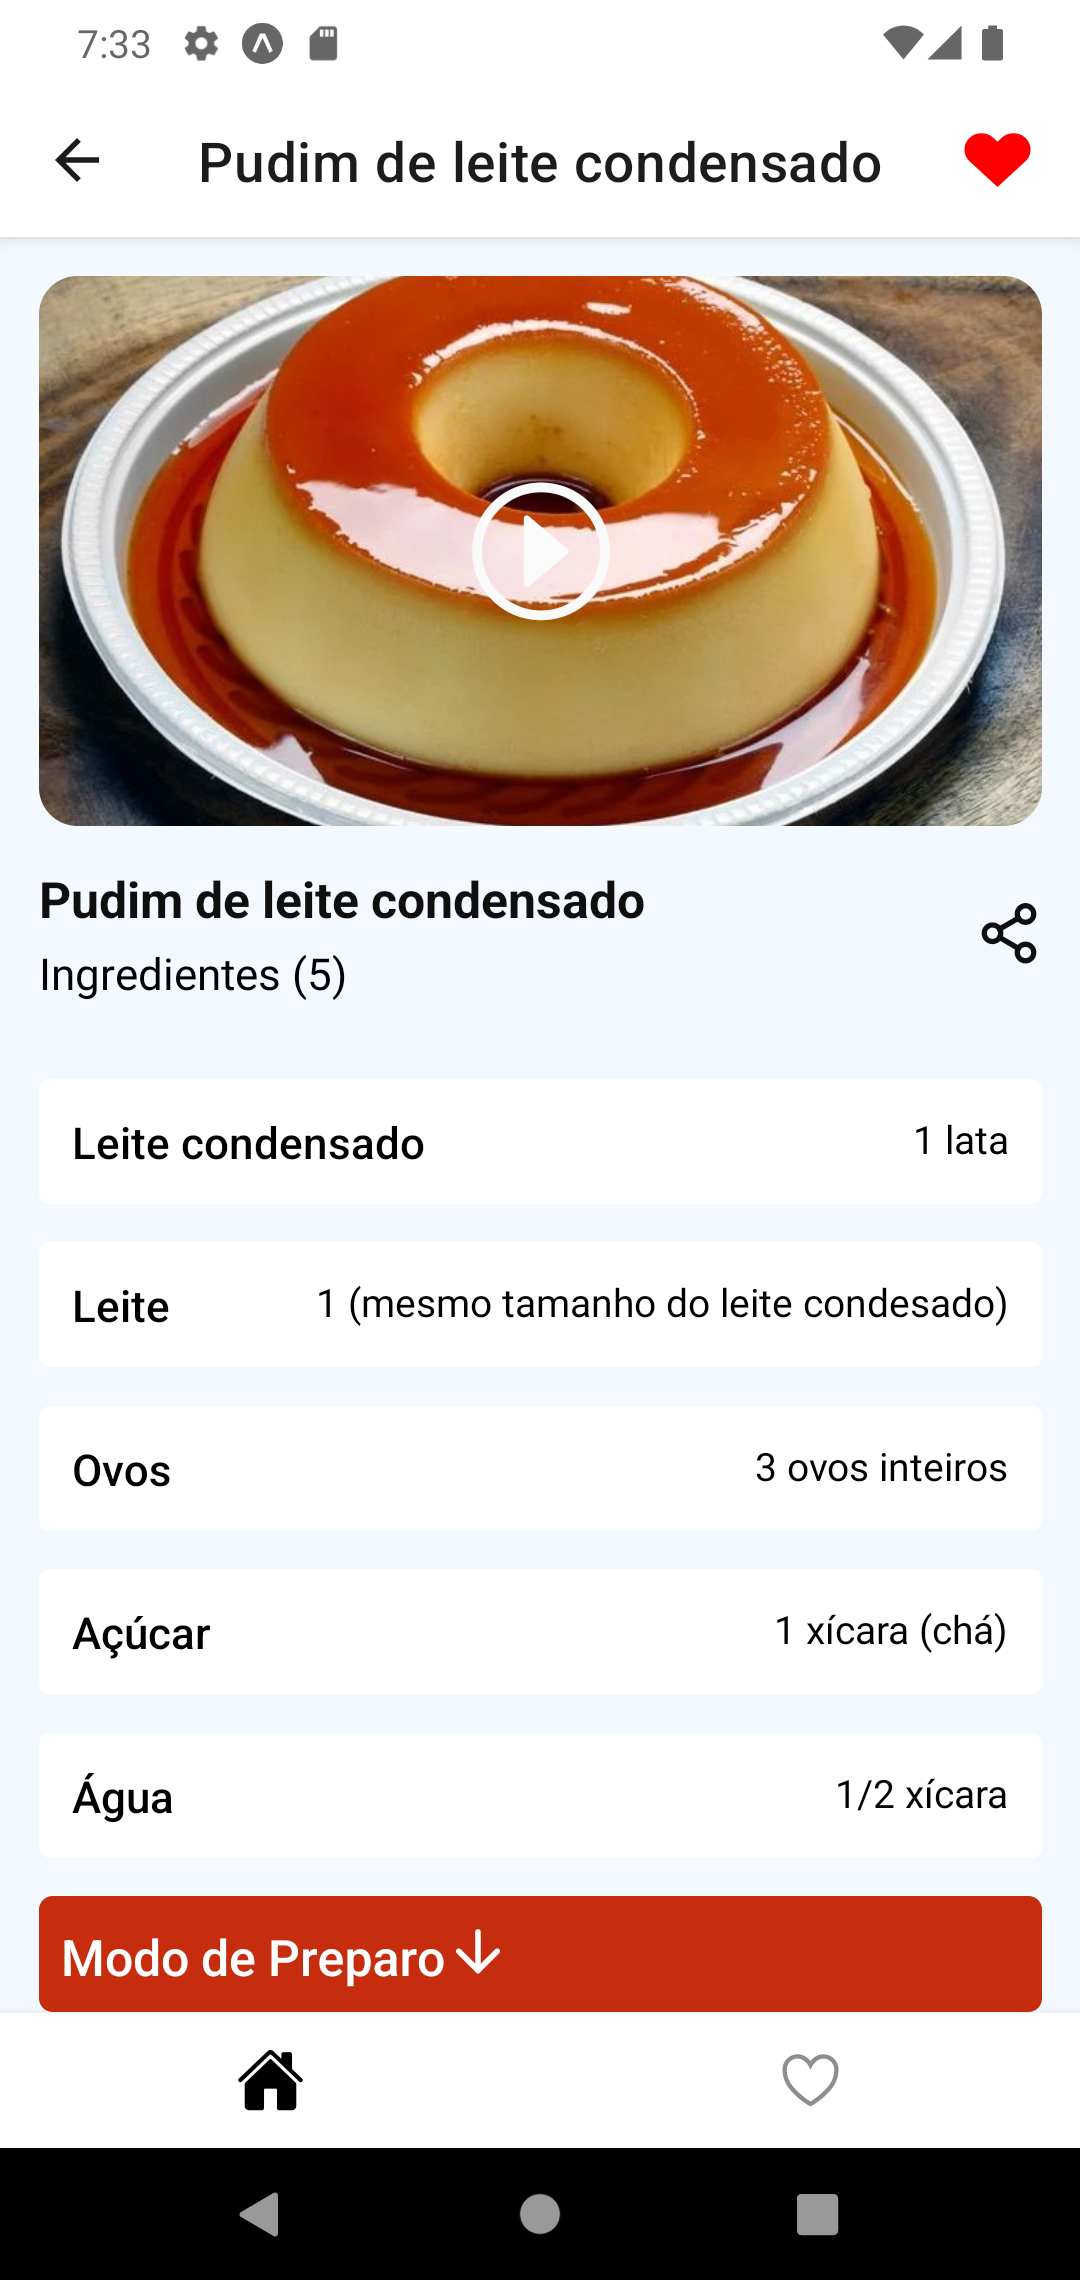 7:33
Pudim de leite condensado
Pudim de leite condensado
Ingredientes (5)
Leite condensado 1 lata
Leite 1 (mesmo tamanho do leite condesado)
Ovos 3 ovos inteiros
Açúcar 1 xícara (chá)
Água 1/2 xícara
Modo de Preparo